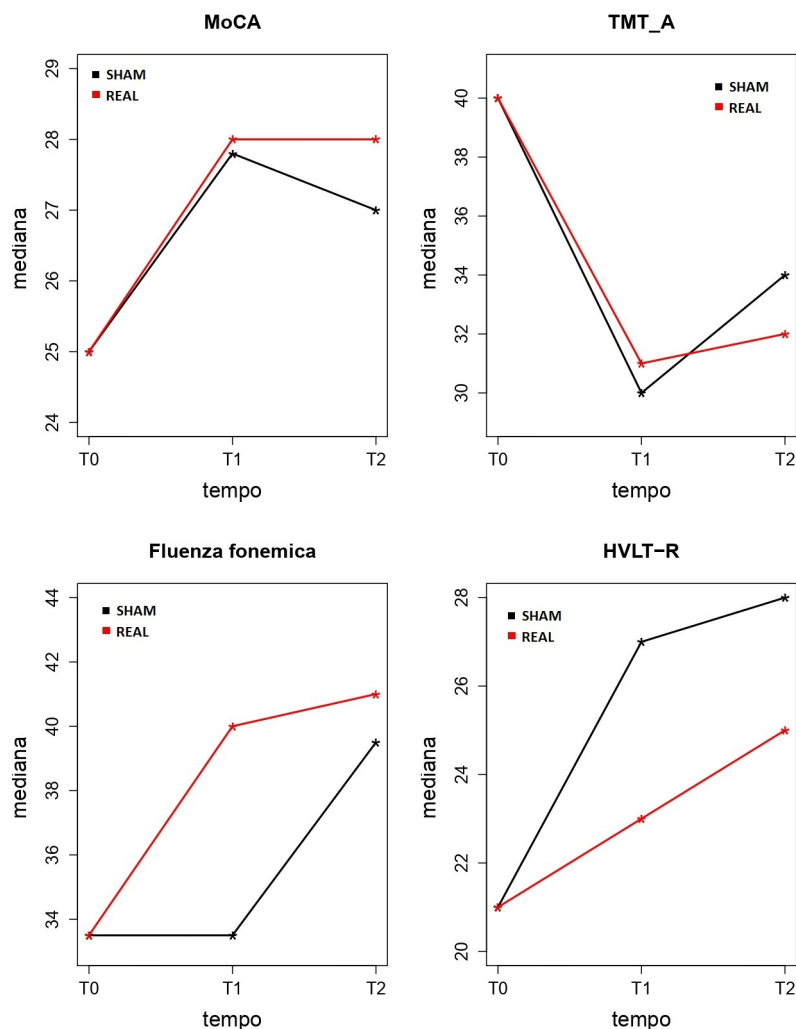 MoCA
SHAM
REAL
29
28
27
26
25
24
mediana
T0 T1 T2
tempo
TMT_A
SHAM
REAL
40
38
36
34
32
30
mediana
T0 T1 T2
tempo
Fluenza fonemica
SHAM
REAL
44
42
40
38
36
34
mediana
T0 T1 T2
tempo
HVLT−R
SHAM
REAL
28
26
24
22
20
mediana
T0 T1 T2
tempo